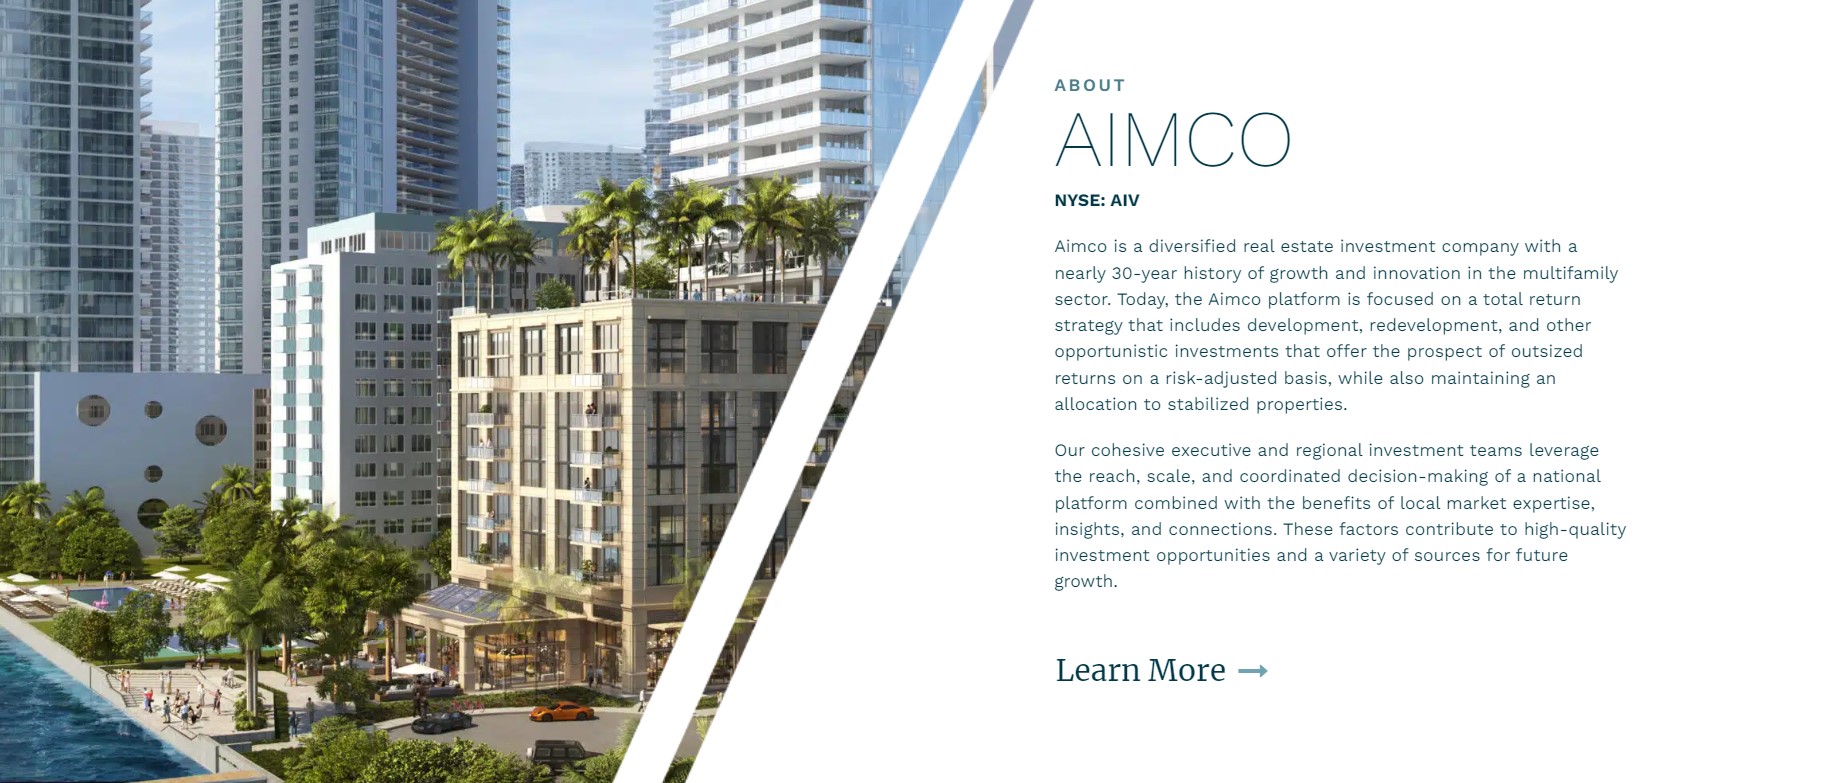 ABOUT
AIMCO
NYSE: AIV
Aimco is a diversified real estate investment company with a
nearly 30-year history of growth and innovation in the multifamily
sector. Today, the Aimco platform is focused on a total return
strategy that includes development, redevelopment, and other
opportunistic investments that offer the prospect of outsized
returns on a risk-adjusted basis, while also maintaining an
allocation to stabilized properties.
Our cohesive executive and regional investment teams leverage
the reach, scale, and coordinated decision-making of a national
platform combined with the benefits of local market expertise,
insights, and connections. These factors contribute to high-quality
investment opportunities and a variety of sources for future
growth.
Learn More